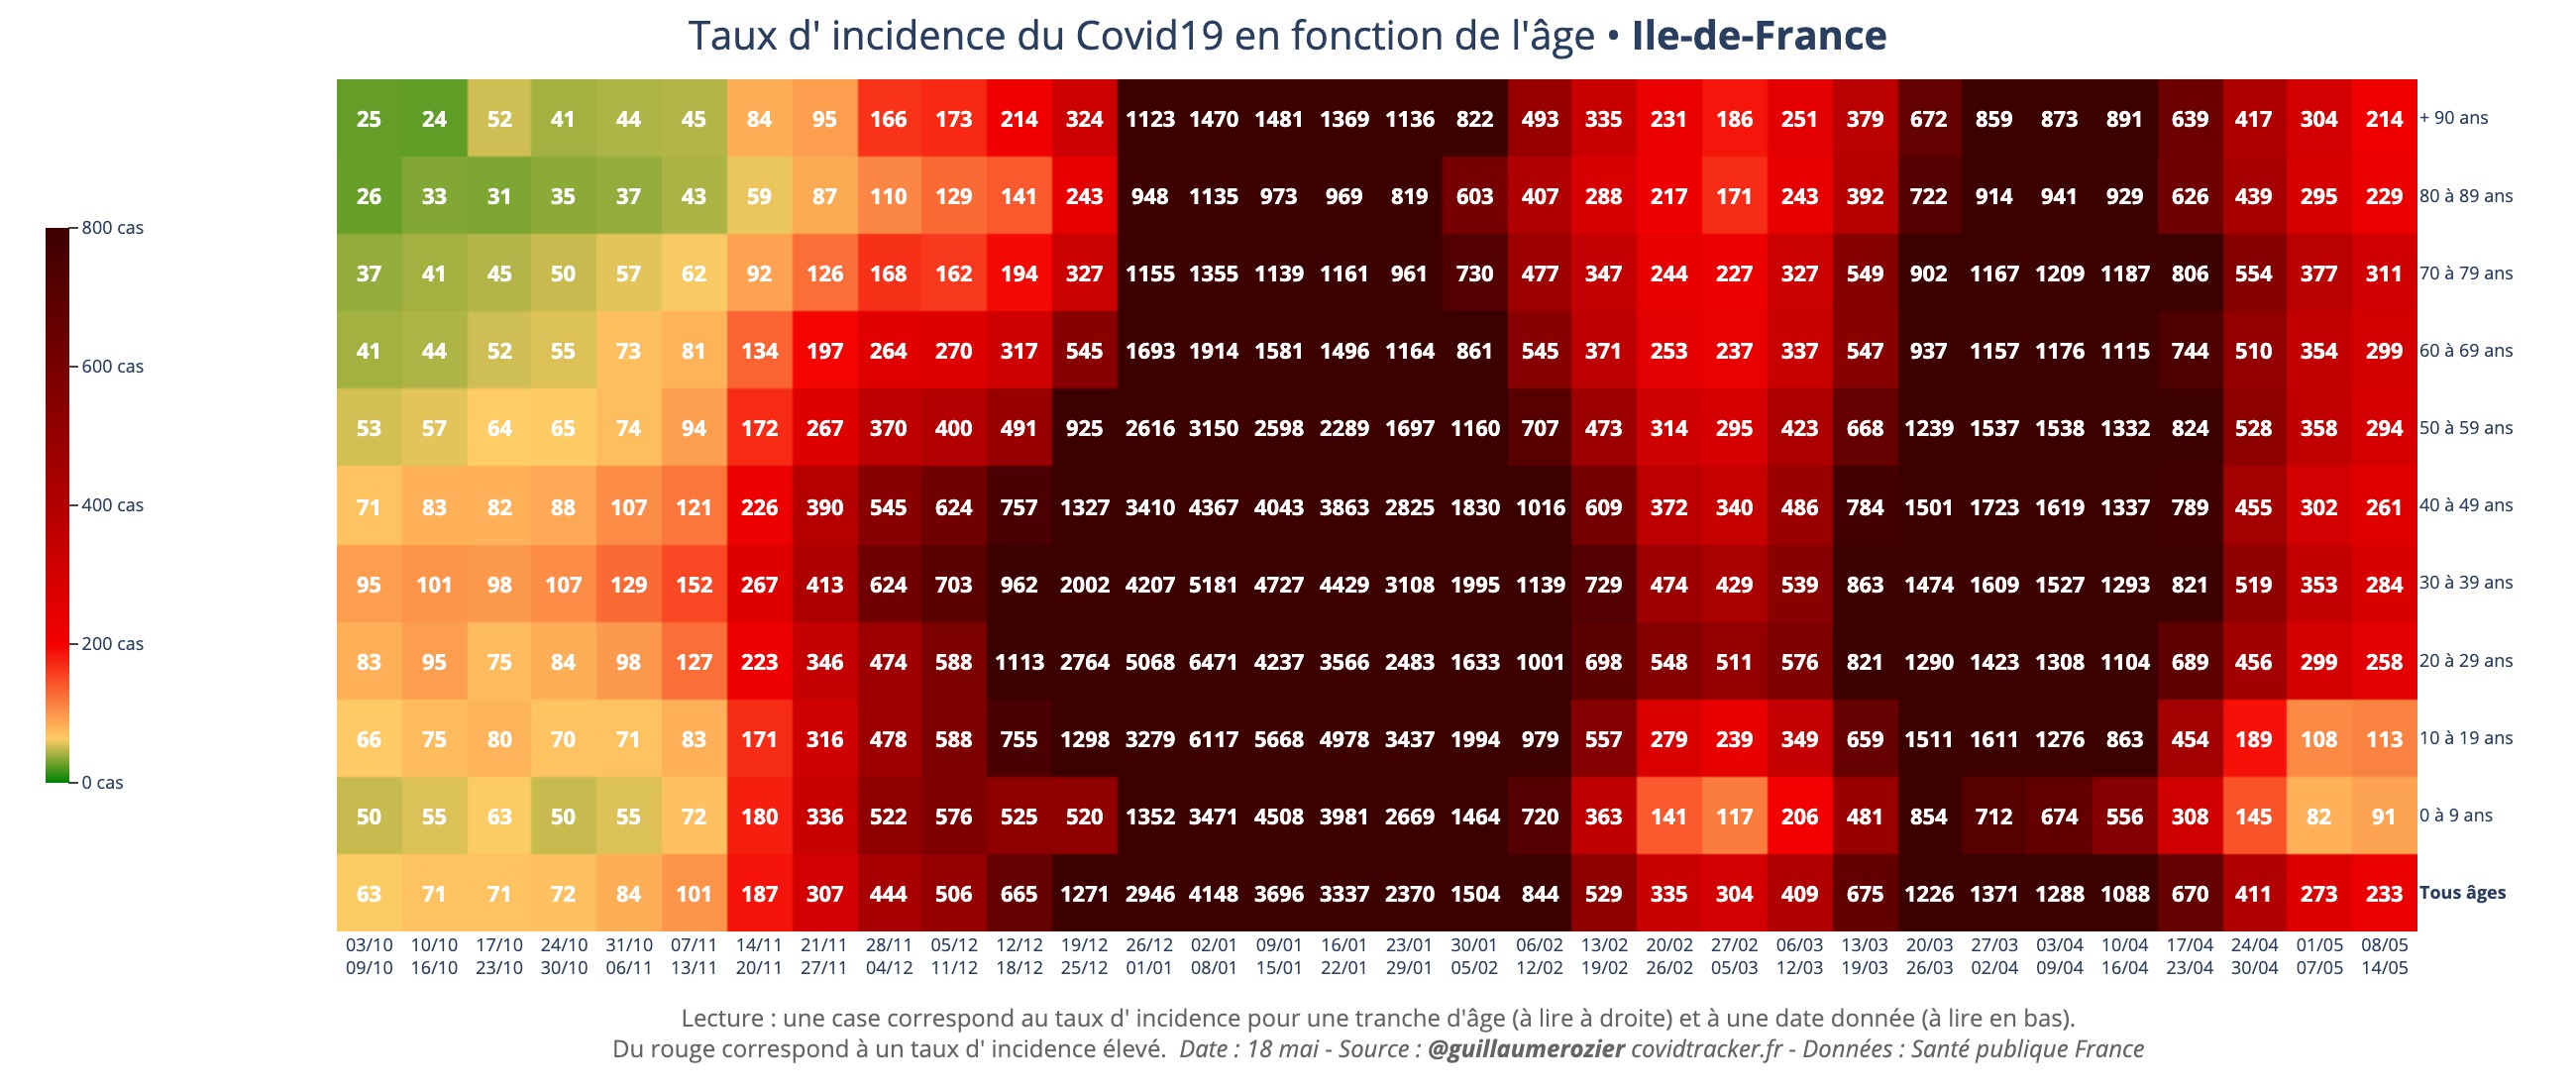 Taux d' incidence du Covid19 en fonction de l'âge • Ile-de-France
800 cas
600 cas
400 cas
200 cas
0 cas
25 24 52 41 44 45 84 95 166 173 214 324 1123 1470 1481 1369 1136 822 493 335 231 186 251 379 672 859 873 891 639 417 304 214 + 90 ans
26 33 31 35 37 43 59 87 110 129 141 243 948 1135 973 969 819 603 407 288 217 171 243 392 722 914 941 929 626 439 295 229 80 à 89 ans
37 41 45 50 57 62 92 126 168 162 194 327 1155 1355 1139 1161 961 730 477 347 244 227 327 549 902 1167 1209 1187 806 554 377 311 70 à 79 ans
41 44 52 55 73 81 134 197 264 270 317 545 1693 1914 1581 1496 1164 861 545 371 253 237 337 547 937 1157 1176 1115 744 510 354 299 60 à 69 ans
53 57 64 65 74 94 172 267 370 400 491 925 2616 3150 2598 2289 1697 1160 707 473 314 295 423 668 1239 1537 1538 1332 824 528 358 294 50 à 59 ans
71 83 82 88 107 121 226 390 545 624 757 1327 3410 4367 4043 3863 2825 1830 1016 609 372 340 486 784 1501 1723 1619 1337 789 455 302 261 40 à 49 ans
95 101 98 107 129 152 267 413 624 703 962 2002 4207 5181 4727 4429 3108 1995 1139 729 474 429 539 863 1474 1609 1527 1293 821 519 353 284 30 à 39 ans
83 95 75 84 98 127 223 346 474 588 1113 2764 5068 6471 4237 3566 2483 1633 1001 698 548 511 576 821 1290 1423 1308 1104 689 456 299 258 20 à 29 ans
66 75 80 70 71 83 171 316 478 588 755 1298 3279 6117 5668 4978 3437 1994 979 557 279 239 349 659 1511 1611 1276 863 454 189 108 113 10 à 19 ans
50 55 63 50 55 72 180 336 522 576 525 520 1352 3471 4508 3981 2669 1464 720 363 141 117 206 481 854 712 674 556 308 145 82 91 0 à 9 ans
63 71 71 72 84 101 187 307 444 506 665 1271 2946 4148 3696 3337 2370 1504 844 529 335 304 409 675 1226 1371 1288 1088 670 411 273 233 Tous âges
03/10 10/10 17/10 24/10 31/10 07/11 14/11 21/11 28/11 05/12 12/12 19/12 26/12 02/01 09/01 16/01 23/01 30/01 06/02 13/02 20/02 27/02 06/03 13/03 20/03 27/03 03/04 10/04 17/04 24/04 01/05 08/05
09/10 16/10 23/10 30/10 06/11 13/11 20/11 27/11 04/12 11/12 18/12 25/12 01/01 08/01 15/01 22/01 29/01 05/02 12/02 19/02 26/02 05/03 12/03 19/03 26/03 02/04 09/04 16/04 23/04 30/04 07/05 14/05
Lecture : une case correspond au taux d' incidence pour une tranche d'âge (à lire à droite) et à une date donnée (à lire en bas).
Du rouge correspond à un taux d' incidence élevé. Date : 18 mai - Source : @guillaumerozier covidtracker.fr - Données : Santé publique France